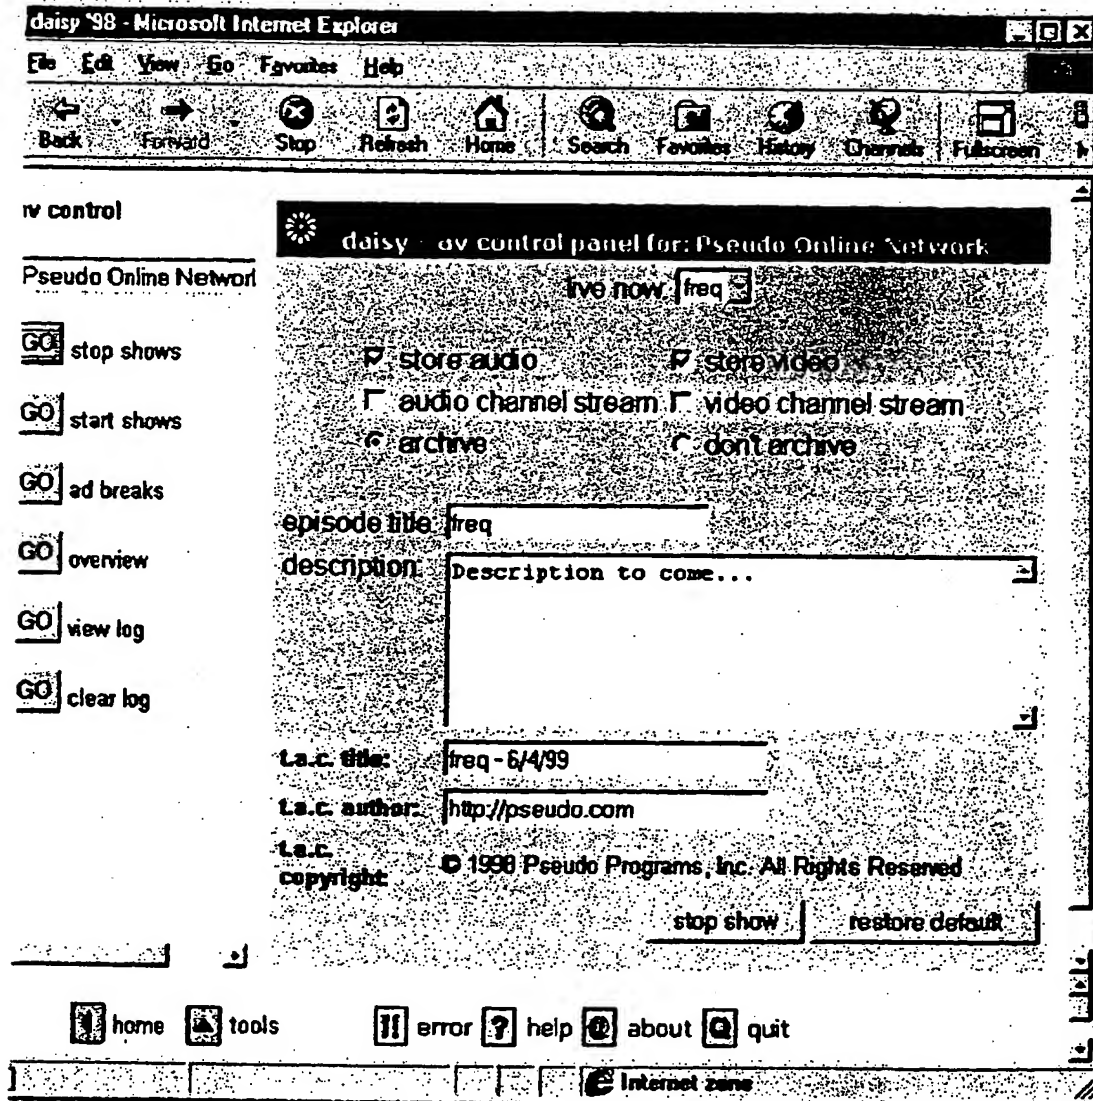 daisy '98 - Microsoft Internet Explorer
File Edit View Go Favorites Help
Back Forward Stop Refresh Home Search Favorites History Channels Fullscreen
av control
daisy - av control panel for: Pseudo Online Network
Pseudo Online Networl
live now: freq
GO stop shows
store audio store video
GO start shows
audio channel stream video channel stream
archive don't archive
GO ad breaks
episode title: freq
GO overview
description: Description to come...
GO view log
GO clear log
t.a.c. title: freq - 6/4/99
t.a.c. author: http://pseudo.com
t.a.c.
copyright: © 1998 Pseudo Programs, Inc. All Rights Reserved
stop show restore default
home tools error ? help @ about Q quit
Internet zone